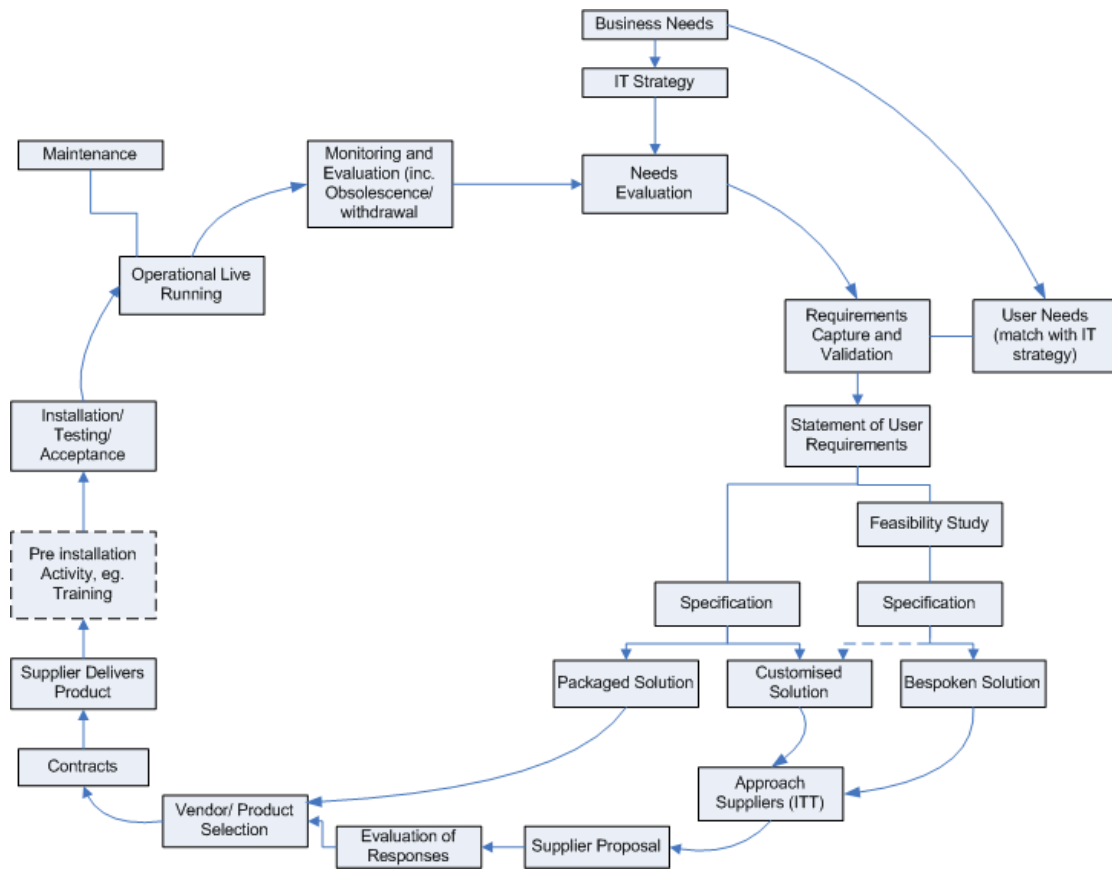 Business Needs
IT Strategy
Maintenance
Monitoring and
Evaluation (inc.
Obsolescence/
withdrawal
Needs
Evaluation
Operational Live
Running
Requirements
Capture and
Validation
User Needs
(match with IT
strategy)
Installation/
Testing/
Acceptance
Statement of User
Requirements
Feasibility Study
Pre installation
Activity, eg.
Training
Specification
Specification
Supplier Delivers
Product
Packaged Solution
Customised
Solution
Bespoken Solution
Contracts
Approach
Suppliers (ITT)
Vendor/ Product
Selection
Evaluation of
Responses
Supplier Proposal